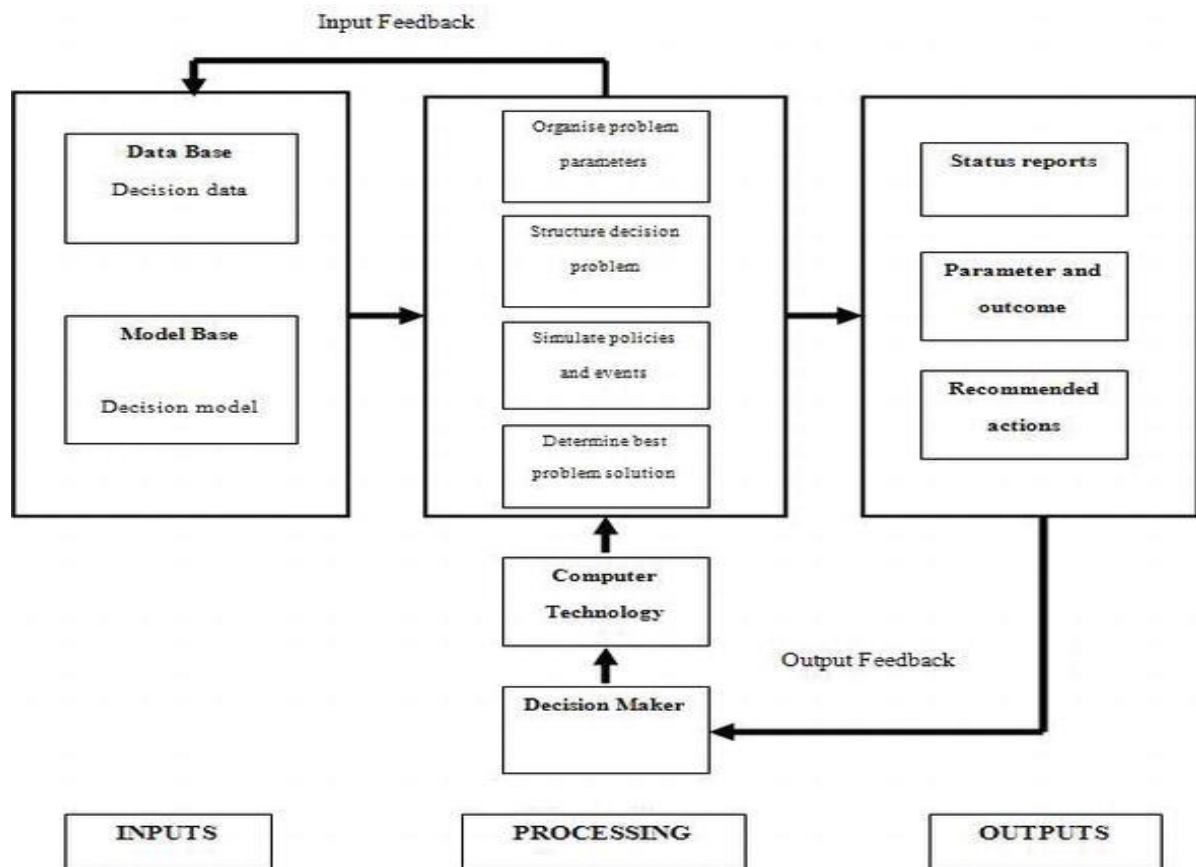 Input Feedback
Data Base
Decision data
Model Base
Decision model
Organise problem
parameters
Structure decision
problem
Simulate policies
and events
Determine best
problem solution
Status reports
Parameter and
outcome
Recommended
actions
Computer
Technology
Output Feedback
Decision Maker
INPUTS
PROCESSING
OUTPUTS